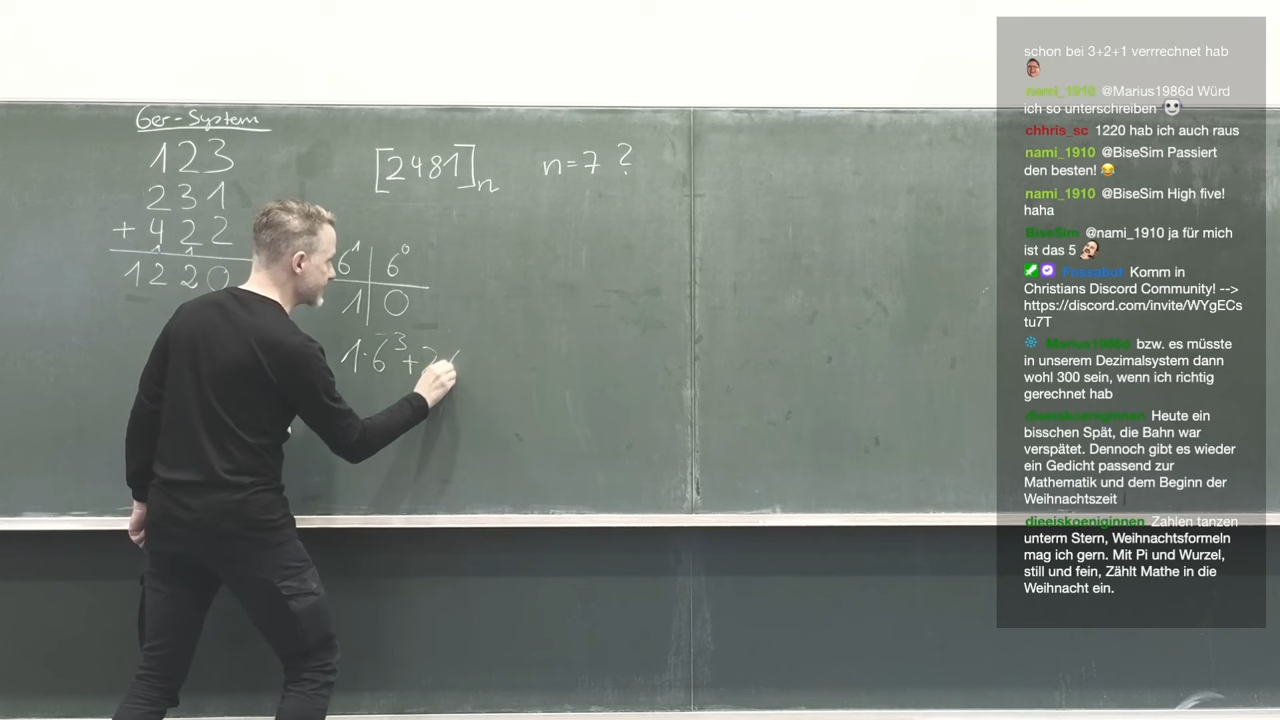 6er-System
123
231
+ 422
1 1
1220
[2481]n n=7 ?
6¹ | 6⁰
1 | 0
1·6³+2
schon bei 3+2+1 verrrechnet hab
nami_1910 @Marius1986d Würd
ich so unterschreiben
chhris_sc 1220 hab ich auch raus
nami_1910 @BiseSim Passiert
den besten! 😂
nami_1910 @BiseSim High five!
haha
BiseSim @nami_1910 ja für mich
ist das 5
Fossabot Komm in
Christians Discord Community! -->
https://discord.com/invite/WYgECs
tu7T
Marius1986d bzw. es müsste
in unserem Dezimalsystem dann
wohl 300 sein, wenn ich richtig
gerechnet hab
dieeiskoeniginnen Heute ein
bisschen Spät, die Bahn war
verspätet. Dennoch gibt es wieder
ein Gedicht passend zur
Mathematik und dem Beginn der
Weihnachtszeit
dieeiskoeniginnen Zahlen tanzen
unterm Stern, Weihnachtsformeln
mag ich gern. Mit Pi und Wurzel,
still und fein, Zählt Mathe in die
Weihnacht ein.